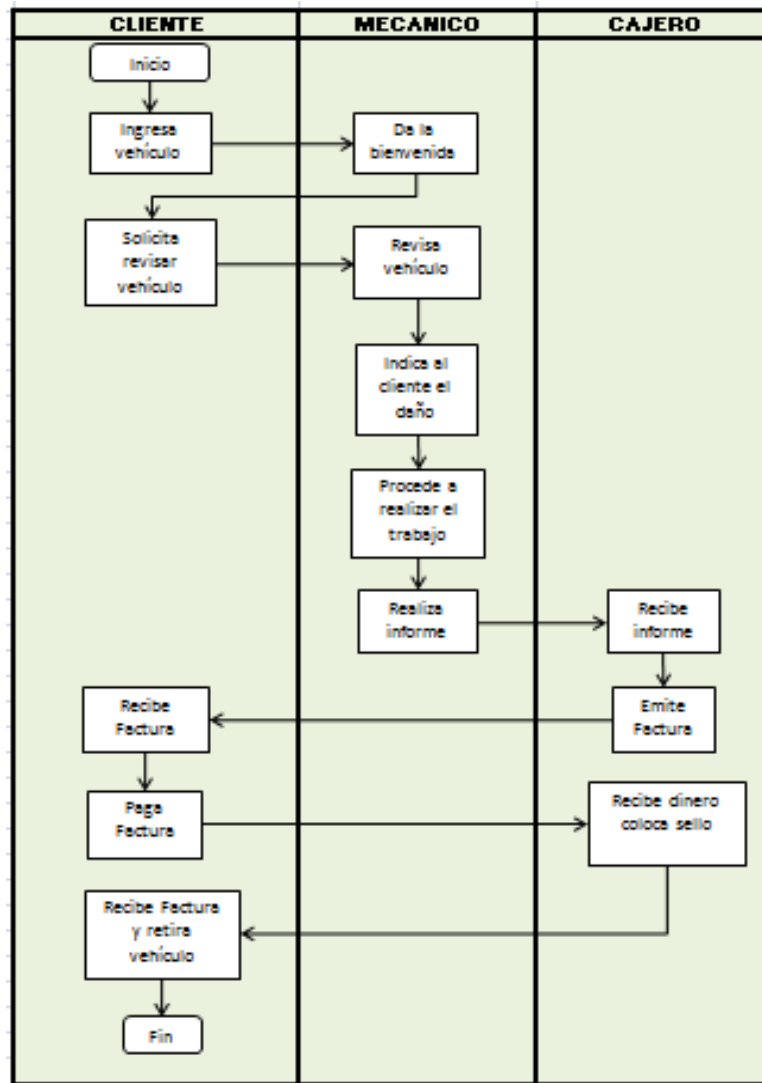 CLIENTE
MECANICO
CAJERO
Inicio
Ingresa
vehículo
Da la
bienvenida
Solicita
revisar
vehículo
Revisa
vehículo
Indica al
cliente el
daño
Procede a
realizar el
trabajo
Realiza
informe
Recibe
informe
Emite
Factura
Recibe
Factura
Paga
Factura
Recibe dinero
coloca sello
Recibe Factura
y retira
vehículo
Fin